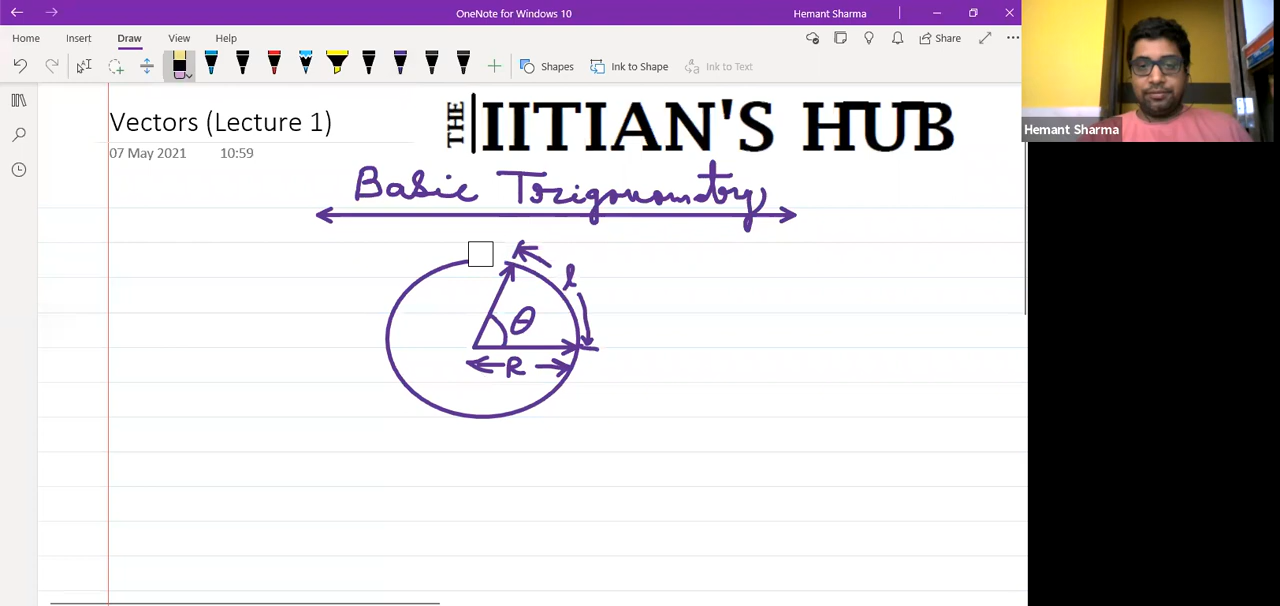 OneNote for Windows 10
Hemant Sharma
Home Insert Draw View Help
Share
Shapes Ink to Shape Ink to Text
Vectors (Lecture 1)
07 May 2021 10:59
THE IITIAN'S HUB
Hemant Sharma
Basic Trigonometry
l
θ
R